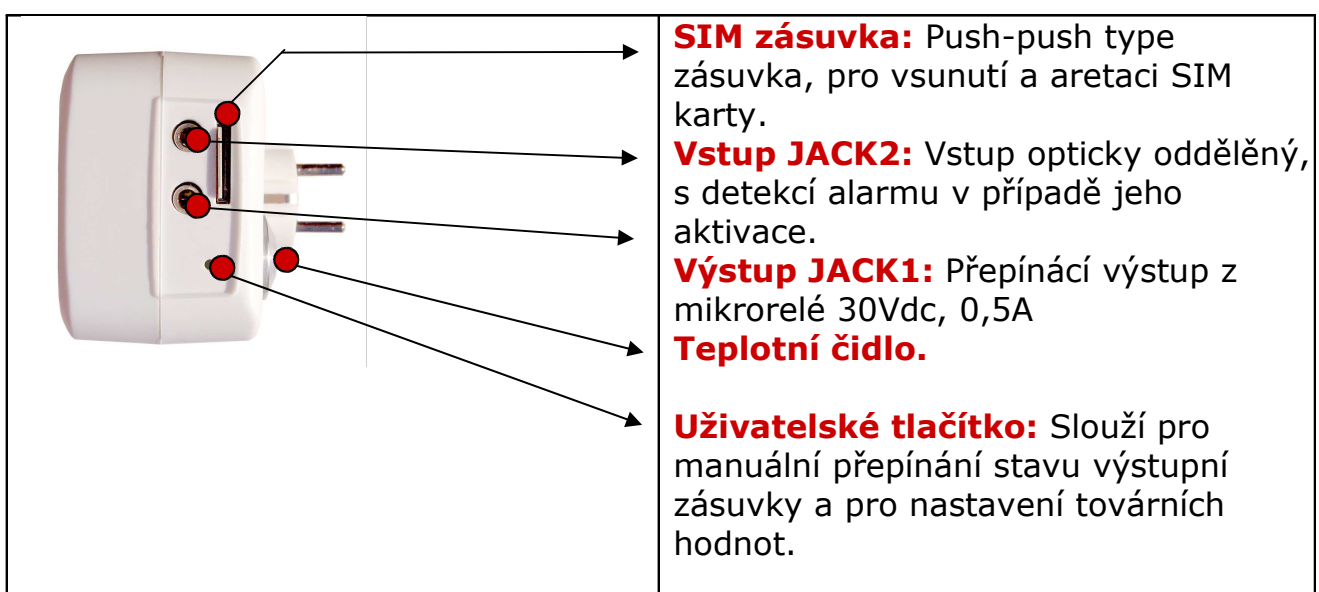 SIM zásuvka: Push-push type
zásuvka, pro vsunutí a aretaci SIM
karty.
Vstup JACK2: Vstup opticky oddělěný,
s detekcí alarmu v případě jeho
aktivace.
Výstup JACK1: Přepínácí výstup z
mikrorelé 30Vdc, 0,5A
Teplotní čidlo.
Uživatelské tlačítko: Slouží pro
manuální přepínání stavu výstupní
zásuvky a pro nastavení továrních
hodnot.